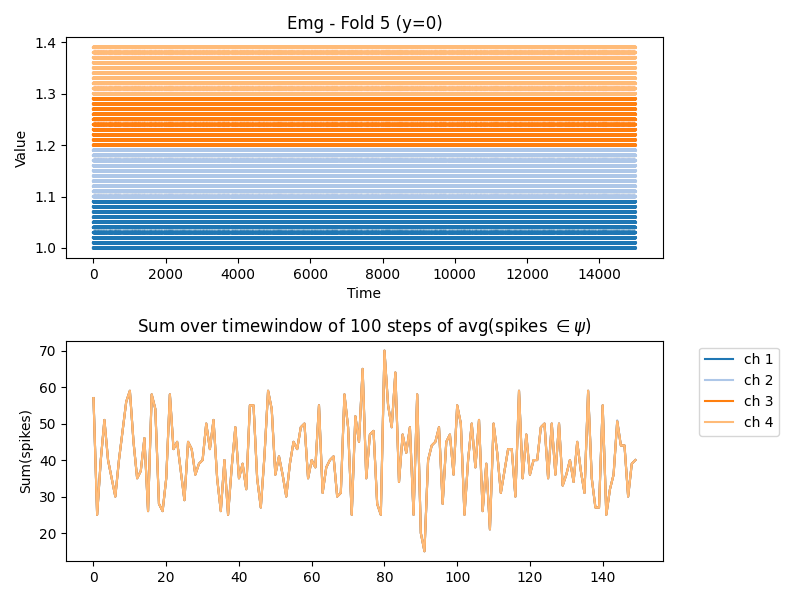 Emg - Fold 5 (y=0)
1.4
1.3
1.2
1.1
1.0
Value
0 2000 4000 6000 8000 10000 12000 14000
Time
Sum over timewindow of 100 steps of avg(spikes ∈ψ)
70
60
50
40
30
20
Sum(spikes)
0 20 40 60 80 100 120 140
ch 1
ch 2
ch 3
ch 4